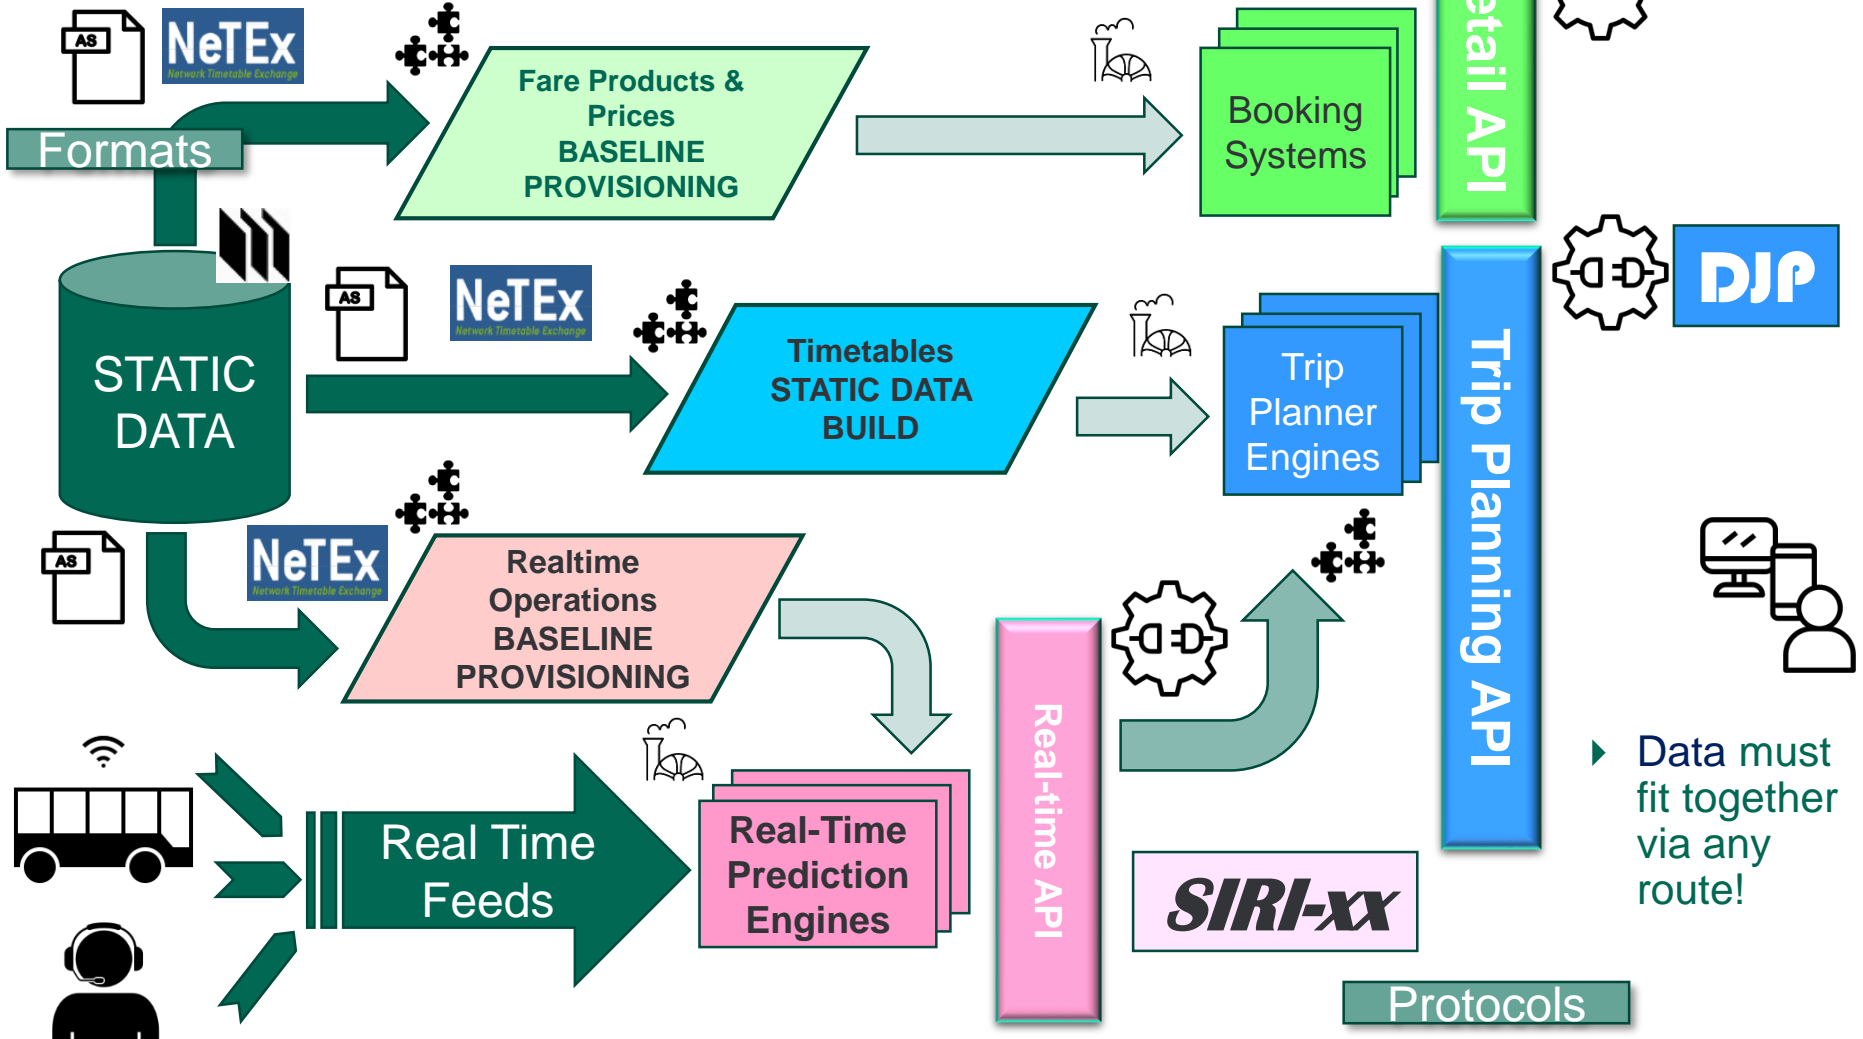 AS
NeTEx
Network Timetable Exchange
Formats
Fare Products &
Prices
BASELINE
PROVISIONING
Booking
Systems
etail API
STATIC
DATA
AS
NeTEx
Network Timetable Exchange
Timetables
STATIC DATA
BUILD
Trip
Planner
Engines
Trip Planning API
DJP
AS
NeTEx
Network Timetable Exchange
Realtime
Operations
BASELINE
PROVISIONING
Real Time
Feeds
Real-Time
Prediction
Engines
Real-time API
SIRI-xx
Data must
fit together
via any
route!
Protocols